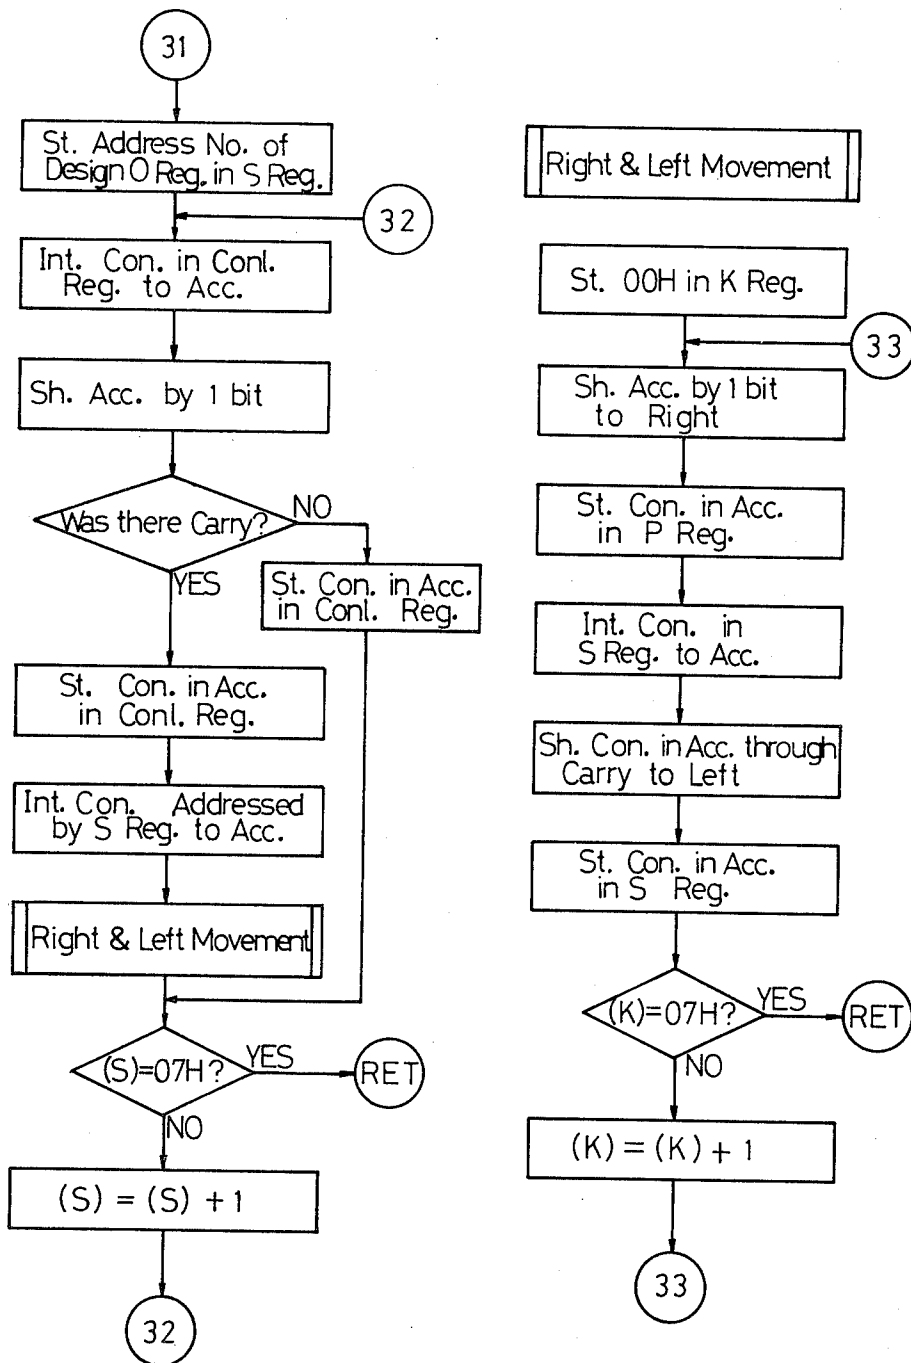 31
St. Address No. of
Design O Reg. in S Reg.
32
Int. Con. in Conl.
Reg. to Acc.
Sh. Acc. by 1 bit
Was there Carry?
NO
YES
St. Con. in Acc.
in Conl. Reg.
St. Con. in Acc.
in Conl. Reg.
Int. Con. Addressed
by S Reg. to Acc.
Right & Left Movement
(S)=07H?
YES
RET
NO
(S) = (S) + 1
32
Right & Left Movement
St. 00H in K Reg.
33
Sh. Acc. by 1 bit
to Right
St. Con. in Acc.
in P Reg.
Int. Con. in
S Reg. to Acc.
Sh. Con. in Acc. through
Carry to Left
St. Con. in Acc.
in S Reg.
(K)=07H?
YES
RET
NO
(K) = (K) + 1
33